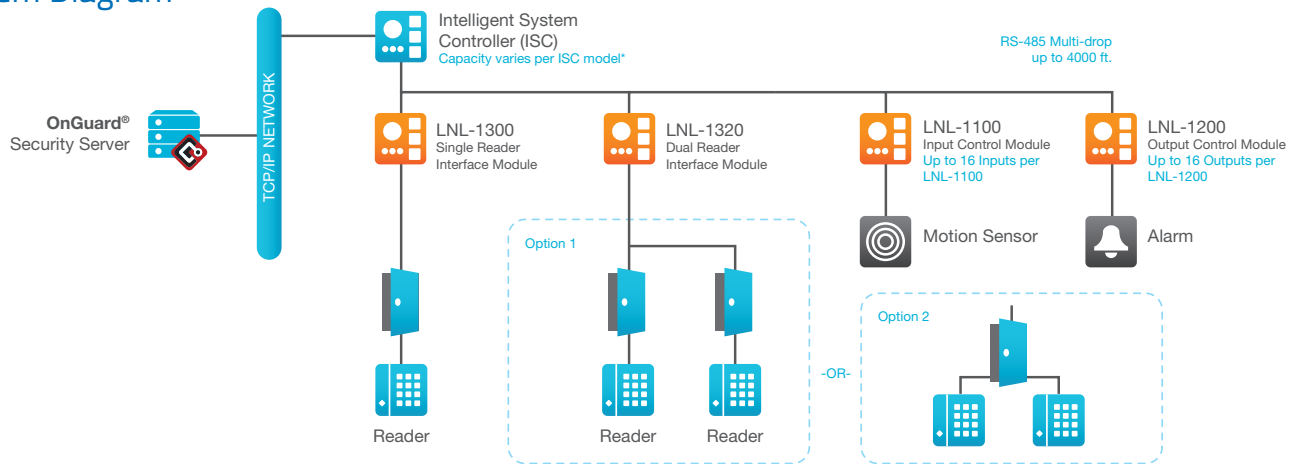 em Diagram
Intelligent System
Controller (ISC)
Capacity varies per ISC model*
RS-485 Multi-drop
up to 4000 ft.
OnGuard®
Security Server
TCP/IP NETWORK
LNL-1300
Single Reader
Interface Module
LNL-1320
Dual Reader
Interface Module
LNL-1100
Input Control Module
Up to 16 Inputs per
LNL-1100
LNL-1200
Output Control Module
Up to 16 Outputs per
LNL-1200
Motion Sensor
Alarm
Option 1
Option 2
-OR-
Reader
Reader
Reader